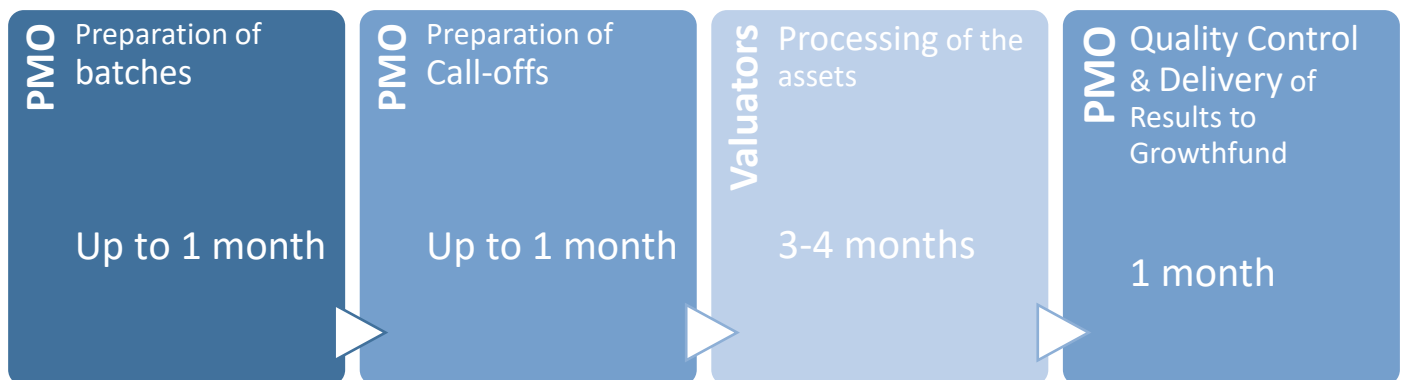 PMO
Preparation of
batches
Up to 1 month
PMO
Preparation of
Call-offs
Up to 1 month
Valuators
Processing of the
assets
3-4 months
PMO
Quality Control
& Delivery of
Results to
Growthfund
1 month